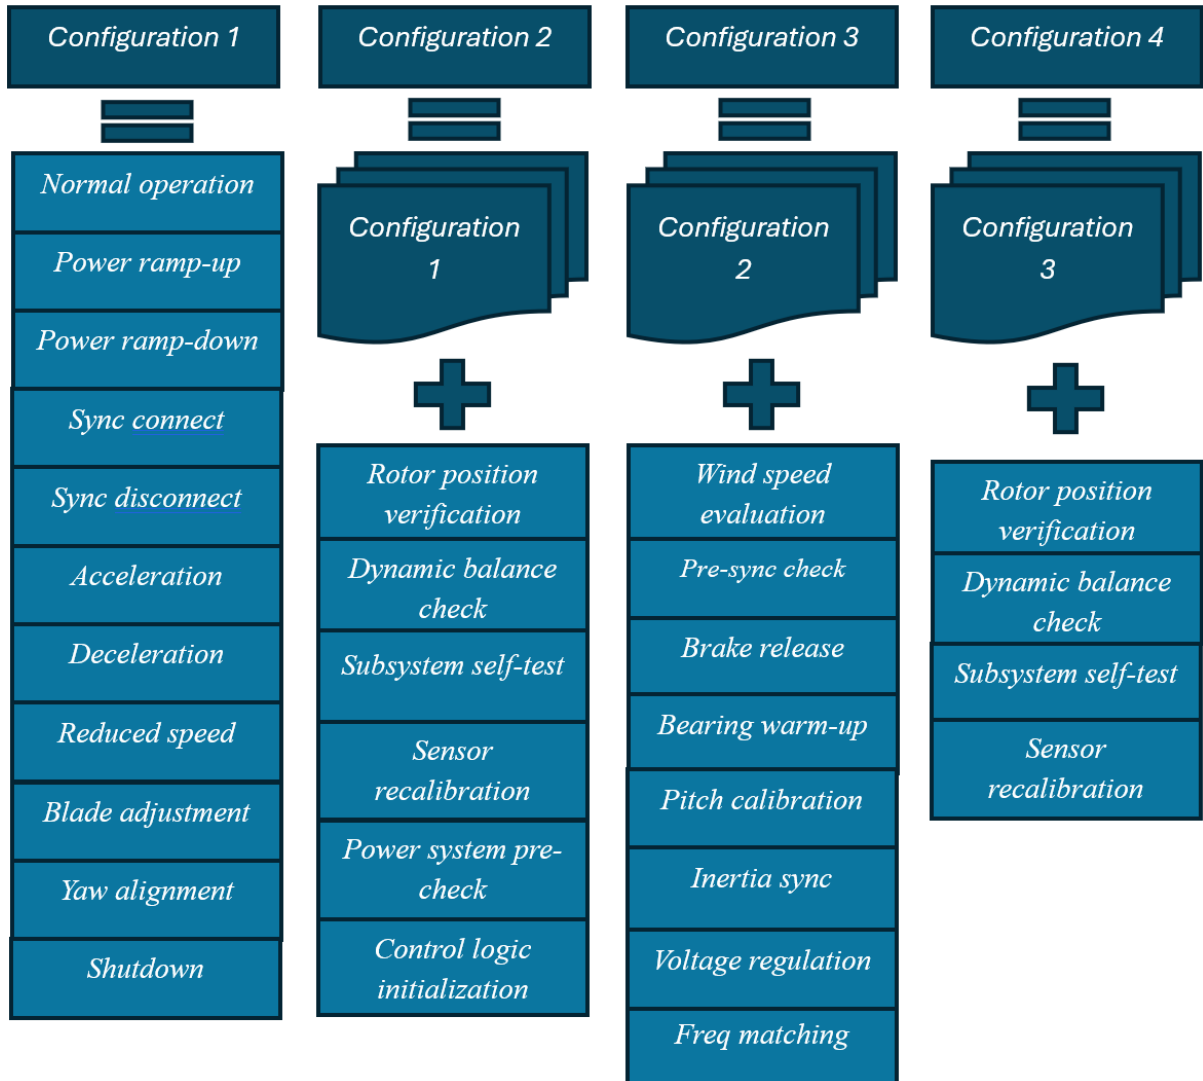 Configuration 1
Normal operation
Power ramp-up
Power ramp-down
Sync connect
Sync disconnect
Acceleration
Deceleration
Reduced speed
Blade adjustment
Yaw alignment
Shutdown
Configuration 2
Configuration
1
Rotor position
verification
Dynamic balance
check
Subsystem self-test
Sensor
recalibration
Power system pre-
check
Control logic
initialization
Configuration 3
Configuration
2
Wind speed
evaluation
Pre-sync check
Brake release
Bearing warm-up
Pitch calibration
Inertia sync
Voltage regulation
Freq matching
Configuration 4
Configuration
3
Rotor position
verification
Dynamic balance
check
Subsystem self-test
Sensor
recalibration